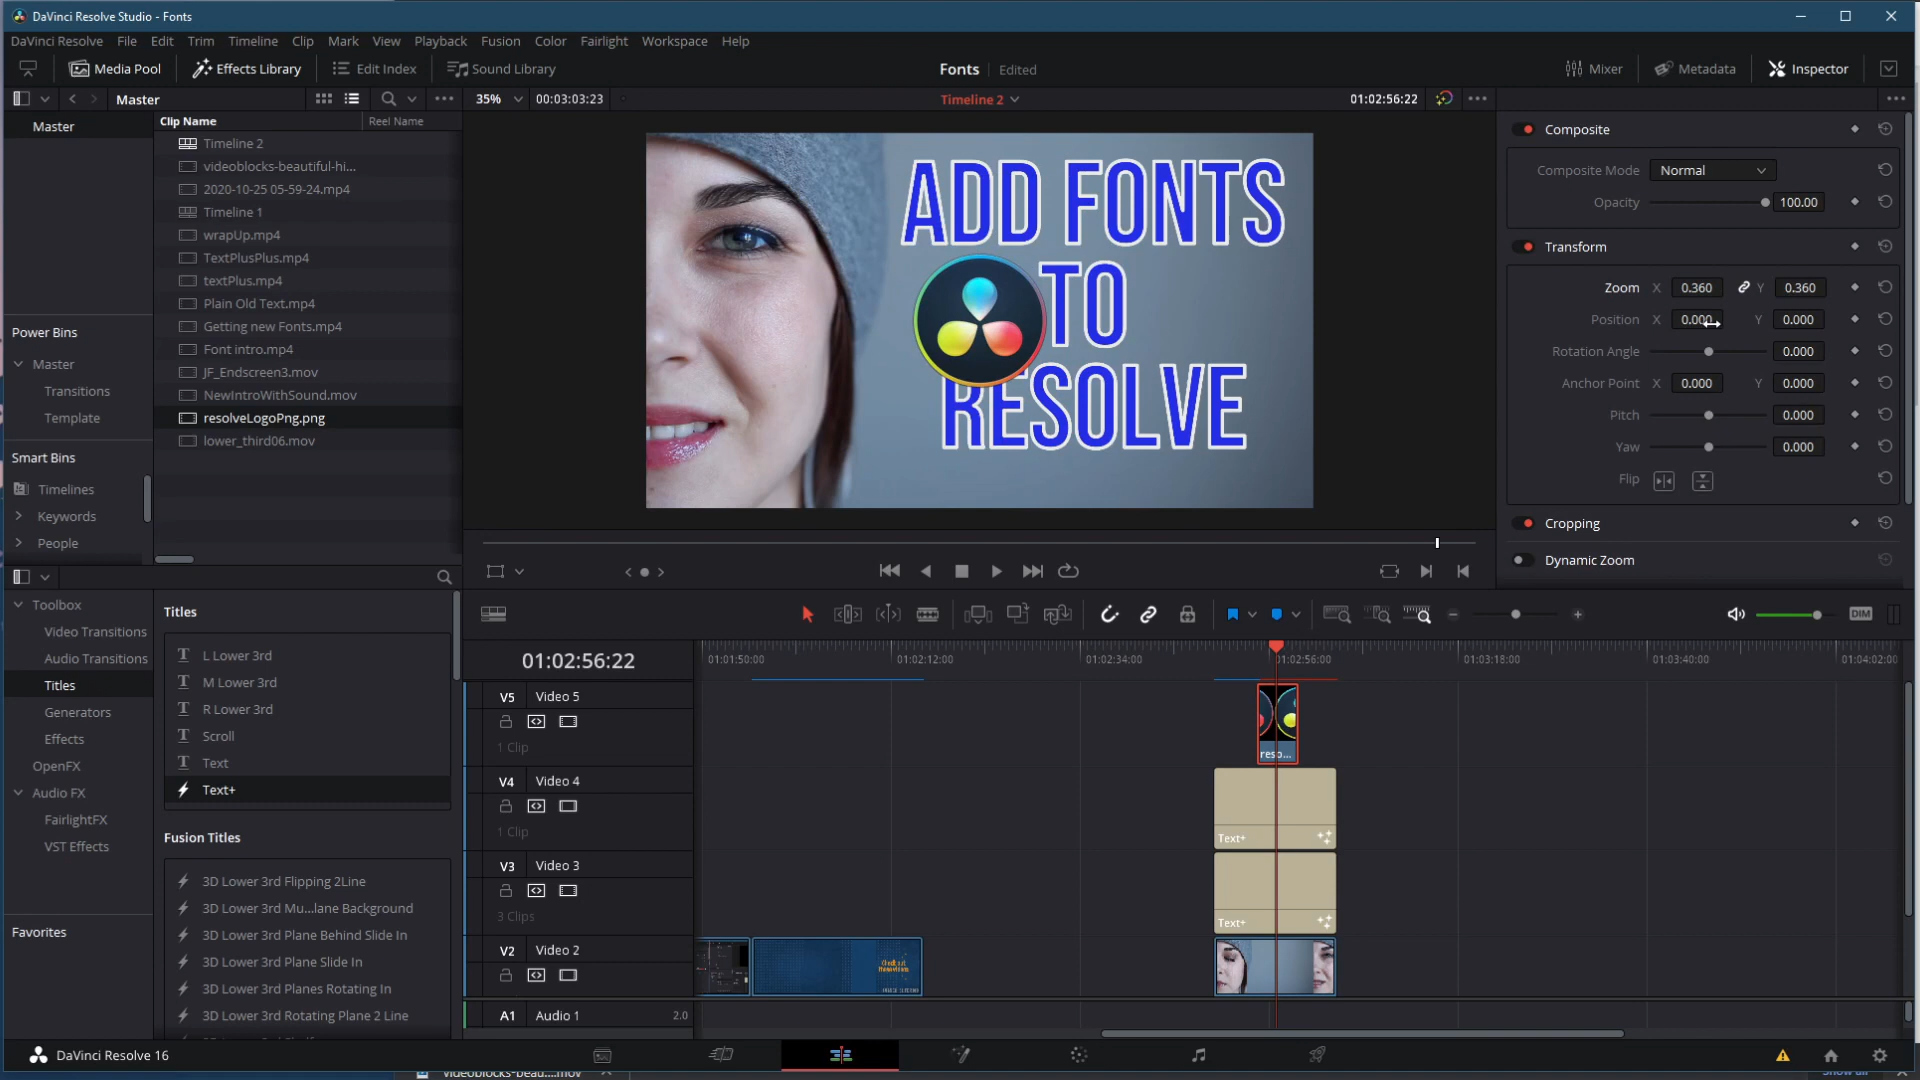 DaVinci Resolve Studio - Fonts
DaVinci Resolve File Edit Trim Timeline Clip Mark View Playback Fusion Color Fairlight Workspace Help
Media Pool Effects Library Edit Index Sound Library Fonts Edited Mixer Metadata Inspector
Master 35% 00:03:03:23 Timeline 2 01:02:56:22
Master
Clip Name Reel Name
Timeline 2
videoblocks-beautiful-hi...
2020-10-25 05-59-24.mp4
Timeline 1
wrapUp.mp4
TextPlusPlus.mp4
textPlus.mp4
Plain Old Text.mp4
Getting new Fonts.mp4
Font intro.mp4
JF_Endscreen3.mov
NewIntroWithSound.mov
resolveLogoPng.png
lower_third06.mov
Power Bins
Master
Transitions
Template
Smart Bins
Timelines
Keywords
People
ADD FONTS
TO
RESOLVE
Composite
Composite Mode Normal
Opacity 100.00
Transform
Zoom X 0.360 Y 0.360
Position X 0.000 Y 0.000
Rotation Angle 0.000
Anchor Point X 0.000 Y 0.000
Pitch 0.000
Yaw 0.000
Flip
Cropping
Dynamic Zoom
Toolbox
Video Transitions
Audio Transitions
Titles
Generators
Effects
OpenFX
Audio FX
FairlightFX
VST Effects
Favorites
Titles
L Lower 3rd
M Lower 3rd
R Lower 3rd
Scroll
Text
Text+
Fusion Titles
3D Lower 3rd Flipping 2Line
3D Lower 3rd Mu...lane Background
3D Lower 3rd Plane Behind Slide In
3D Lower 3rd Plane Slide In
3D Lower 3rd Planes Rotating In
3D Lower 3rd Rotating Plane 2 Line
DIM
01:02:56:22
01:01:50:00 01:02:12:00 01:02:34:00 01:02:56:00 01:03:18:00 01:03:40:00 01:04:02:00
V5 Video 5
1 Clip
reso...
V4 Video 4
1 Clip
Text+
V3 Video 3
3 Clips
Text+
V2 Video 2
A1 Audio 1 2.0
DaVinci Resolve 16